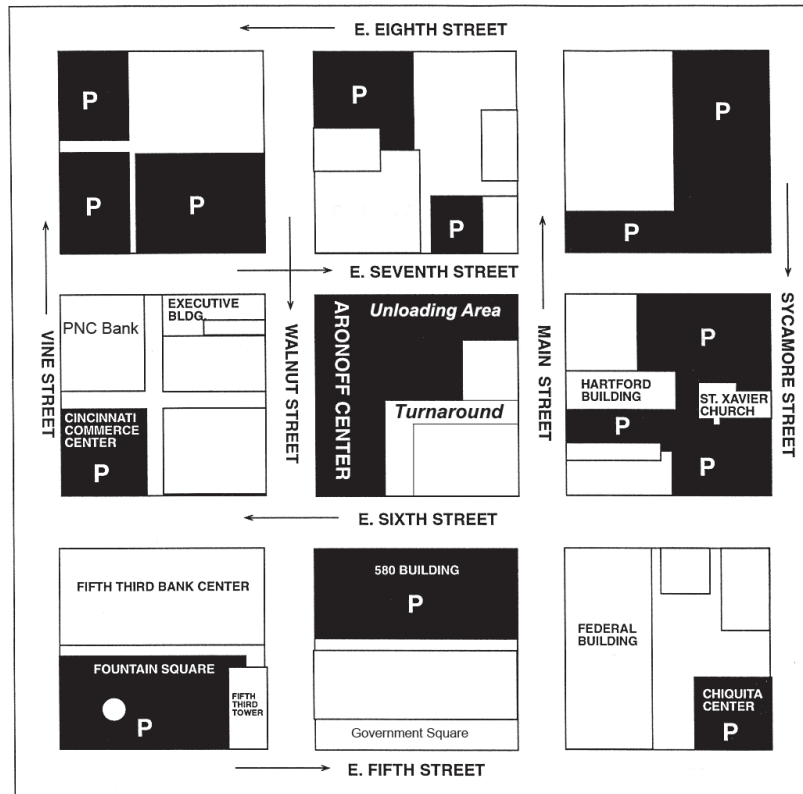 E. EIGHTH STREET
P
P
P
P
P
P
P
P
E. SEVENTH STREET
VINE STREET
WALNUT STREET
MAIN STREET
SYCAMORE STREET
PNC Bank
EXECUTIVE
BLDG.
CINCINNATI
COMMERCE
CENTER
P
ARONOFF CENTER
Unloading Area
Turnaround
P
HARTFORD
BUILDING
ST. XAVIER
CHURCH
P
P
E. SIXTH STREET
FIFTH THIRD BANK CENTER
FOUNTAIN SQUARE
FIFTH
THIRD
TOWER
P
580 BUILDING
P
Government Square
FEDERAL
BUILDING
CHIQUITA
CENTER
P
E. FIFTH STREET